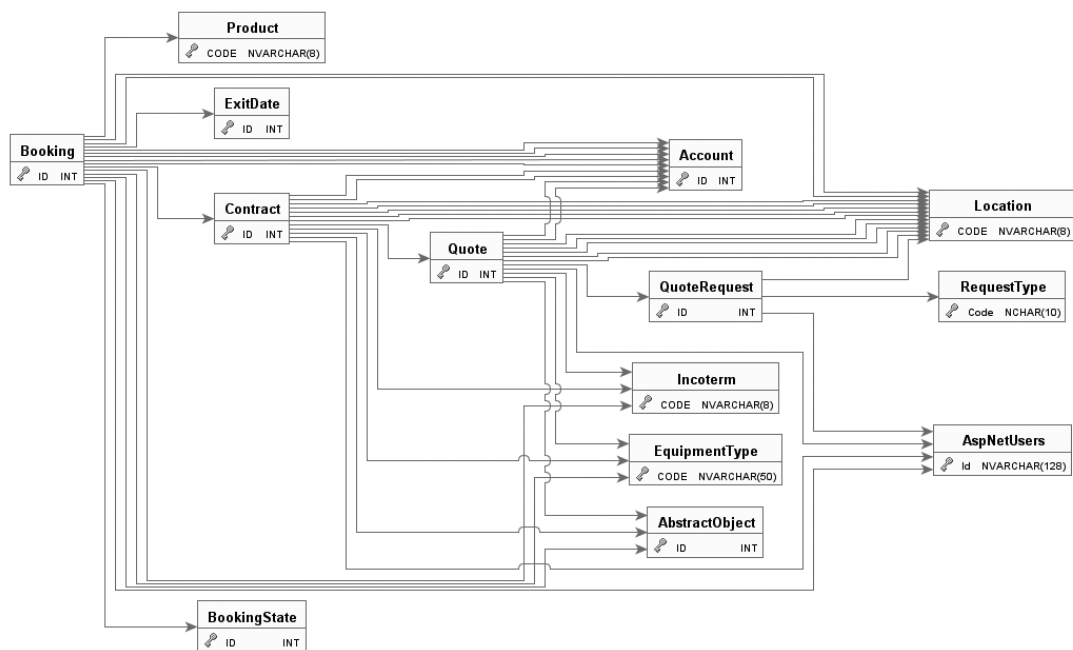 Product
CODE NVARCHAR(8)
ExitDate
ID INT
Booking
ID INT
Account
ID INT
Contract
ID INT
Location
CODE NVARCHAR(8)
Quote
ID INT
QuoteRequest
ID INT
RequestType
Code NCHAR(10)
Incoterm
CODE NVARCHAR(8)
AspNetUsers
Id NVARCHAR(128)
EquipmentType
CODE NVARCHAR(50)
AbstractObject
ID INT
BookingState
ID INT